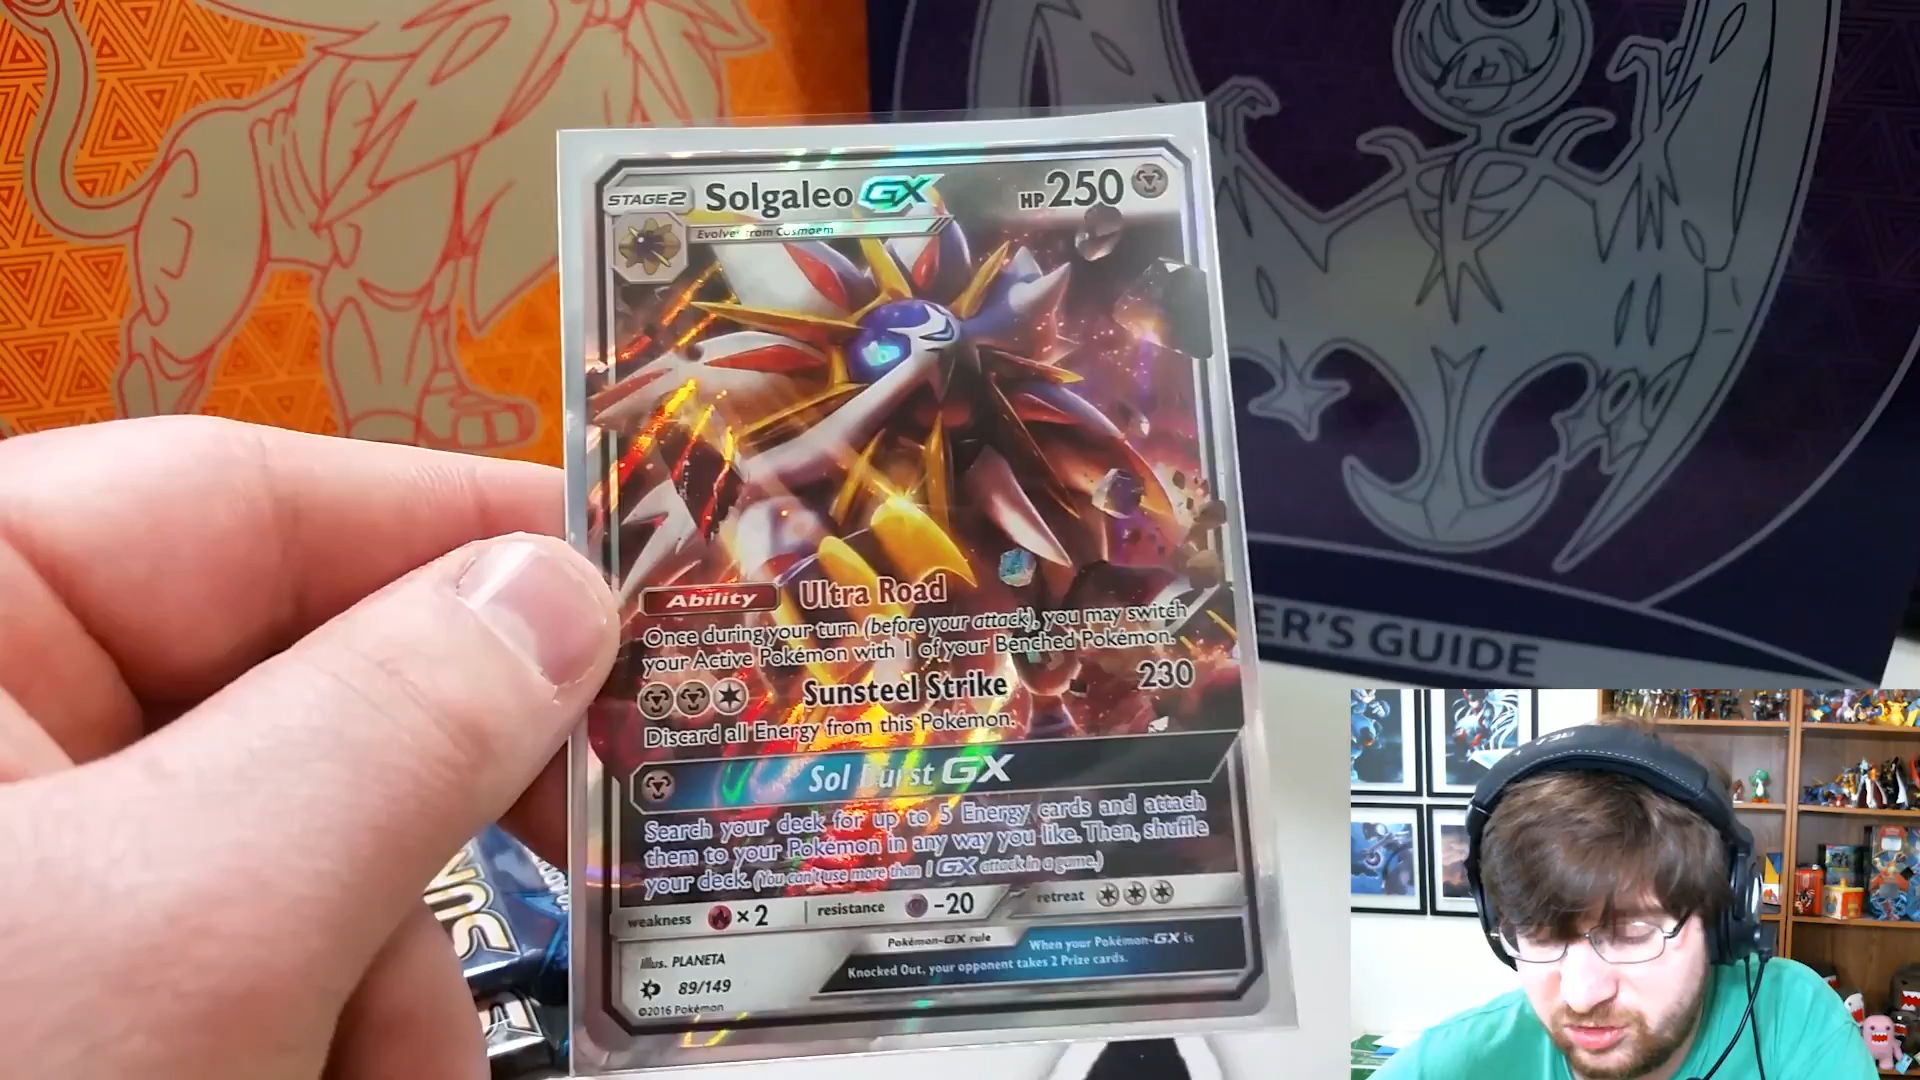 STAGE2 Solgaleo GX HP250
Evolves from Cosmoem
Ability Ultra Road
Once during your turn (before your attack), you may switch
your Active Pokémon with 1 of your Benched Pokémon.
Sunsteel Strike 230
Discard all Energy from this Pokémon.
Sol Burst GX
Search your deck for up to 5 Energy cards and attach
them to your Pokémon in any way you like. Then, shuffle
your deck. (You can't use more than 1 GX attack in a game.)
weakness ×2 resistance -20 retreat
Pokémon-GX rule When your Pokémon-GX is
Knocked Out, your opponent takes 2 Prize cards.
Illus. PLANETA
89/149
©2016 Pokémon
ER'S GUIDE
SUN